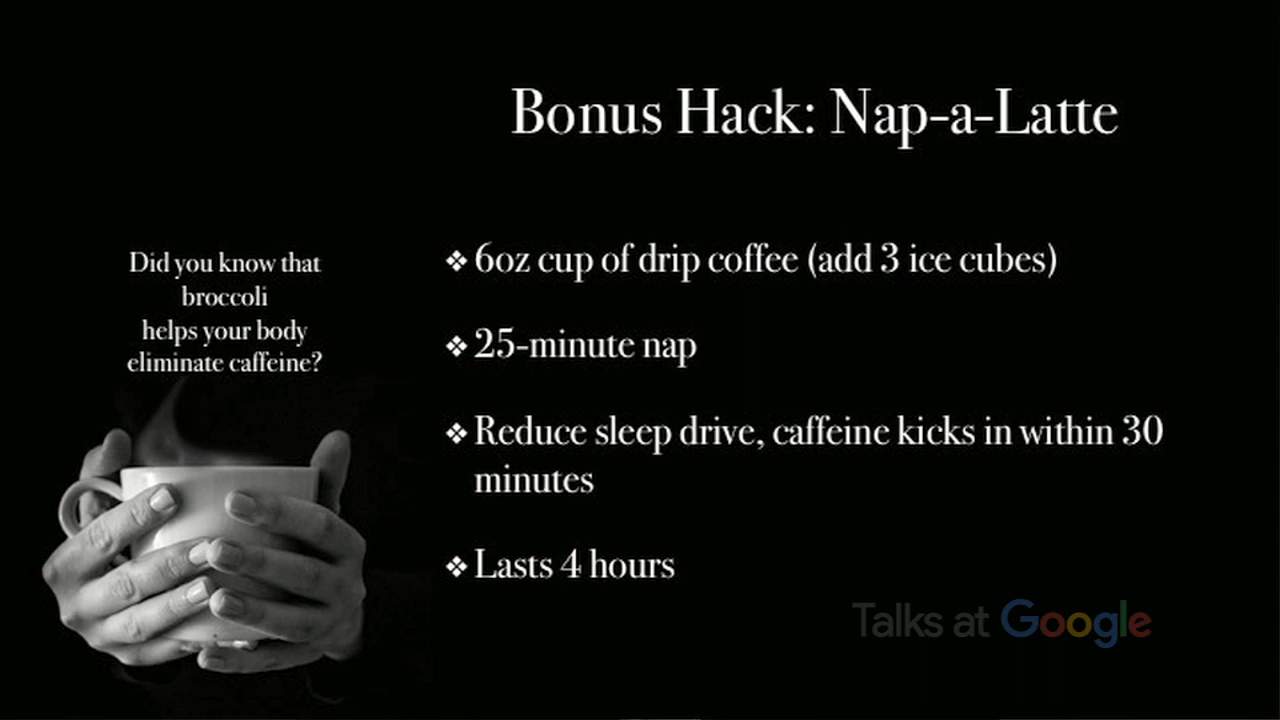 Bonus Hack: Nap-a-Latte
Did you know that
broccoli
helps your body
eliminate caffeine?
❖ 6oz cup of drip coffee (add 3 ice cubes)
❖ 25-minute nap
❖ Reduce sleep drive, caffeine kicks in within 30
minutes
❖ Lasts 4 hours
Talks at Google